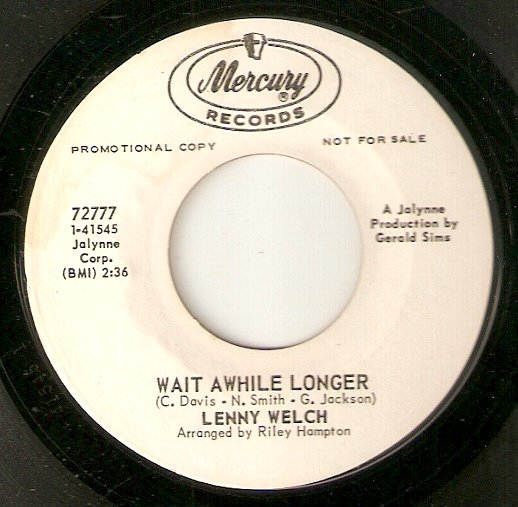 Mercury
®
RECORDS
PROMOTIONAL COPY
NOT FOR SALE
72777
1-41545
Jalynne
Corp.
(BMI) 2:36
A Jalynne
Production by
Gerald Sims
WAIT AWHILE LONGER
(C. Davis - N. Smith - G. Jackson)
LENNY WELCH
Arranged by Riley Hampton